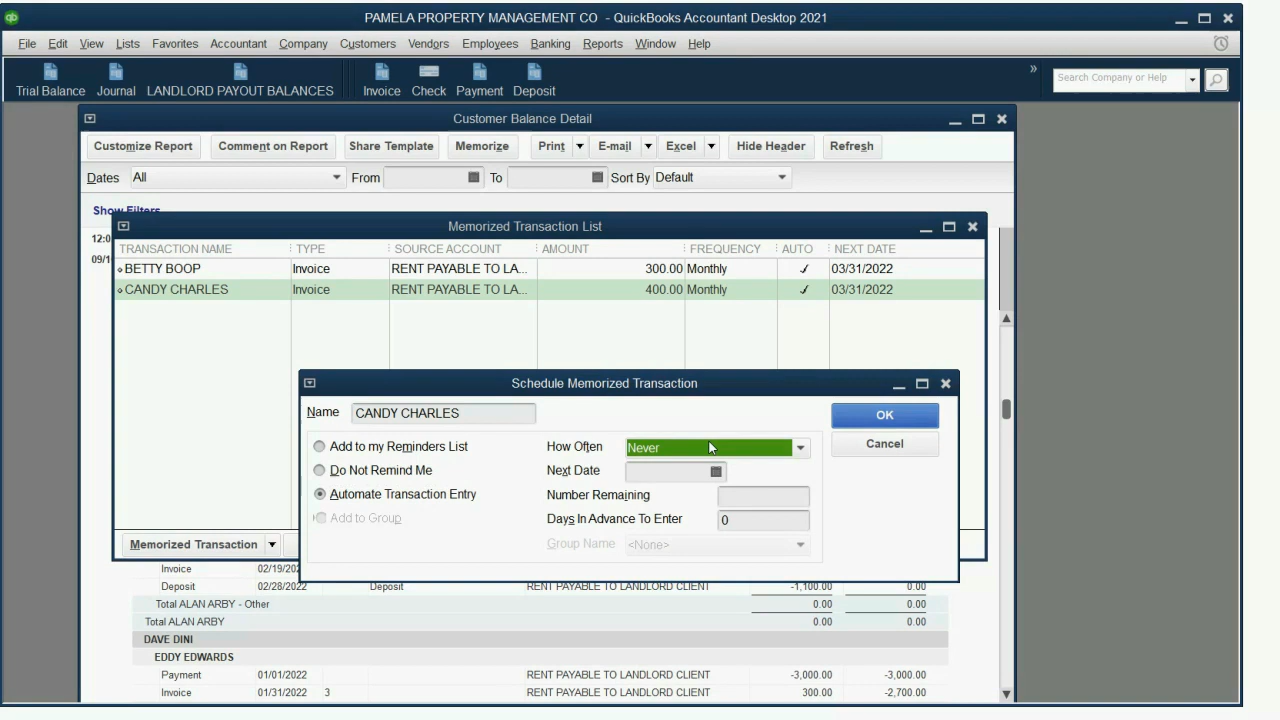 qb PAMELA PROPERTY MANAGEMENT CO - QuickBooks Accountant Desktop 2021
File Edit View Lists Favorites Accountant Company Customers Vendors Employees Banking Reports Window Help
Trial Balance Journal LANDLORD PAYOUT BALANCES Invoice Check Payment Deposit » Search Company or Help
Customer Balance Detail
Customize Report Comment on Report Share Template Memorize Print E-mail Excel Hide Header Refresh
Dates All From To Sort By Default
Show Filters
Memorized Transaction List
12:0
TRANSACTION NAME TYPE SOURCE ACCOUNT AMOUNT FREQUENCY AUTO NEXT DATE
09/1
BETTY BOOP Invoice RENT PAYABLE TO LA... 300.00 Monthly ✓ 03/31/2022
CANDY CHARLES Invoice RENT PAYABLE TO LA... 400.00 Monthly ✓ 03/31/2022
Schedule Memorized Transaction
Name CANDY CHARLES OK
Add to my Reminders List How Often Never Cancel
Do Not Remind Me Next Date
Automate Transaction Entry Number Remaining
Add to Group Days In Advance To Enter 0
Group Name <None>
Memorized Transaction
Invoice 02/19/202
Deposit 02/28/2022 Deposit RENT PAYABLE TO LANDLORD CLIENT -1,100.00 0.00
Total ALAN ARBY - Other 0.00 0.00
Total ALAN ARBY 0.00 0.00
DAVE DINI
EDDY EDWARDS
Payment 01/01/2022 RENT PAYABLE TO LANDLORD CLIENT -3,000.00 -3,000.00
Invoice 01/31/2022 3 RENT PAYABLE TO LANDLORD CLIENT 300.00 -2,700.00